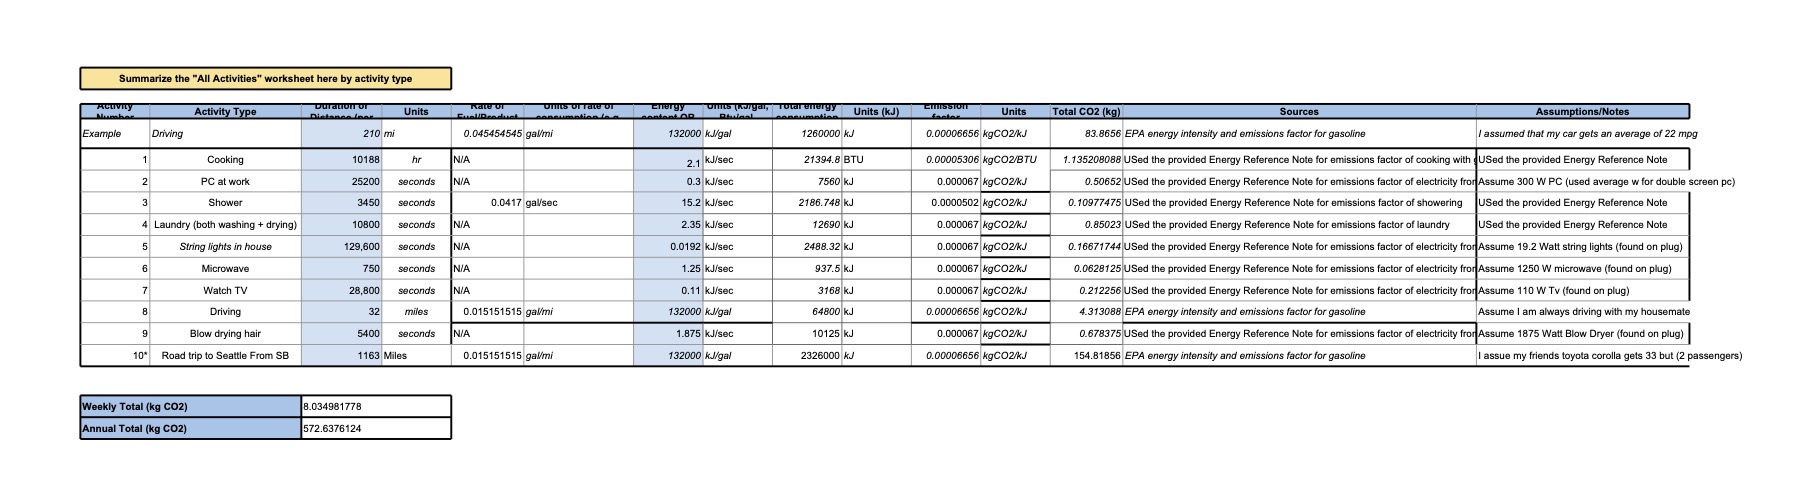 Summarize the "All Activities" worksheet here by activity type
Activity Number Activity Type Duration or Distance (per Units Rate of Fuel/Product Units of rate of consumption (e.g. Energy content OR Units (kJ/gal, Btu/gal Total energy consumption Units (kJ) Emission factor Units Total CO2 (kg) Sources Assumptions/Notes
Example Driving 210 mi 0.045454545 gal/mi 132000 kJ/gal 1260000 kJ 0.00006656 kgCO2/kJ 83.8656 EPA energy intensity and emissions factor for gasoline I assumed that my car gets an average of 22 mpg
1 Cooking 10188 hr N/A 2.1 kJ/sec 21394.8 BTU 0.00005306 kgCO2/BTU 1.135208088 USed the provided Energy Reference Note for emissions factor of cooking with USed the provided Energy Reference Note
2 PC at work 25200 seconds N/A 0.3 kJ/sec 7560 kJ 0.000067 kgCO2/kJ 0.50652 USed the provided Energy Reference Note for emissions factor of electricity from Assume 300 W PC (used average w for double screen pc)
3 Shower 3450 seconds 0.0417 gal/sec 15.2 kJ/sec 2186.748 kJ 0.0000502 kgCO2/kJ 0.10977475 USed the provided Energy Reference Note for emissions factor of showering USed the provided Energy Reference Note
4 Laundry (both washing + drying) 10800 seconds N/A 2.35 kJ/sec 12690 kJ 0.000067 kgCO2/kJ 0.85023 USed the provided Energy Reference Note for emissions factor of laundry USed the provided Energy Reference Note
5 String lights in house 129,600 seconds N/A 0.0192 kJ/sec 2488.32 kJ 0.000067 kgCO2/kJ 0.16671744 USed the provided Energy Reference Note for emissions factor of electricity from Assume 19.2 Watt string lights (found on plug)
6 Microwave 750 seconds N/A 1.25 kJ/sec 937.5 kJ 0.000067 kgCO2/kJ 0.0628125 USed the provided Energy Reference Note for emissions factor of electricity from Assume 1250 W microwave (found on plug)
7 Watch TV 28,800 seconds N/A 0.11 kJ/sec 3168 kJ 0.000067 kgCO2/kJ 0.212256 USed the provided Energy Reference Note for emissions factor of electricity from Assume 110 W Tv (found on plug)
8 Driving 32 miles 0.015151515 gal/mi 132000 kJ/gal 64800 kJ 0.00006656 kgCO2/kJ 4.313088 EPA energy intensity and emissions factor for gasoline Assume I am always driving with my housemate
9 Blow drying hair 5400 seconds N/A 1.875 kJ/sec 10125 kJ 0.000067 kgCO2/kJ 0.678375 USed the provided Energy Reference Note for emissions factor of electricity from Assume 1875 Watt Blow Dryer (found on plug)
10* Road trip to Seattle From SB 1163 Miles 0.015151515 gal/mi 132000 kJ/gal 2326000 kJ 0.00006656 kgCO2/kJ 154.81856 EPA energy intensity and emissions factor for gasoline I assue my friends toyota corolla gets 33 but (2 passengers)
Weekly Total (kg CO2) 8.034981778
Annual Total (kg CO2) 572.6376124